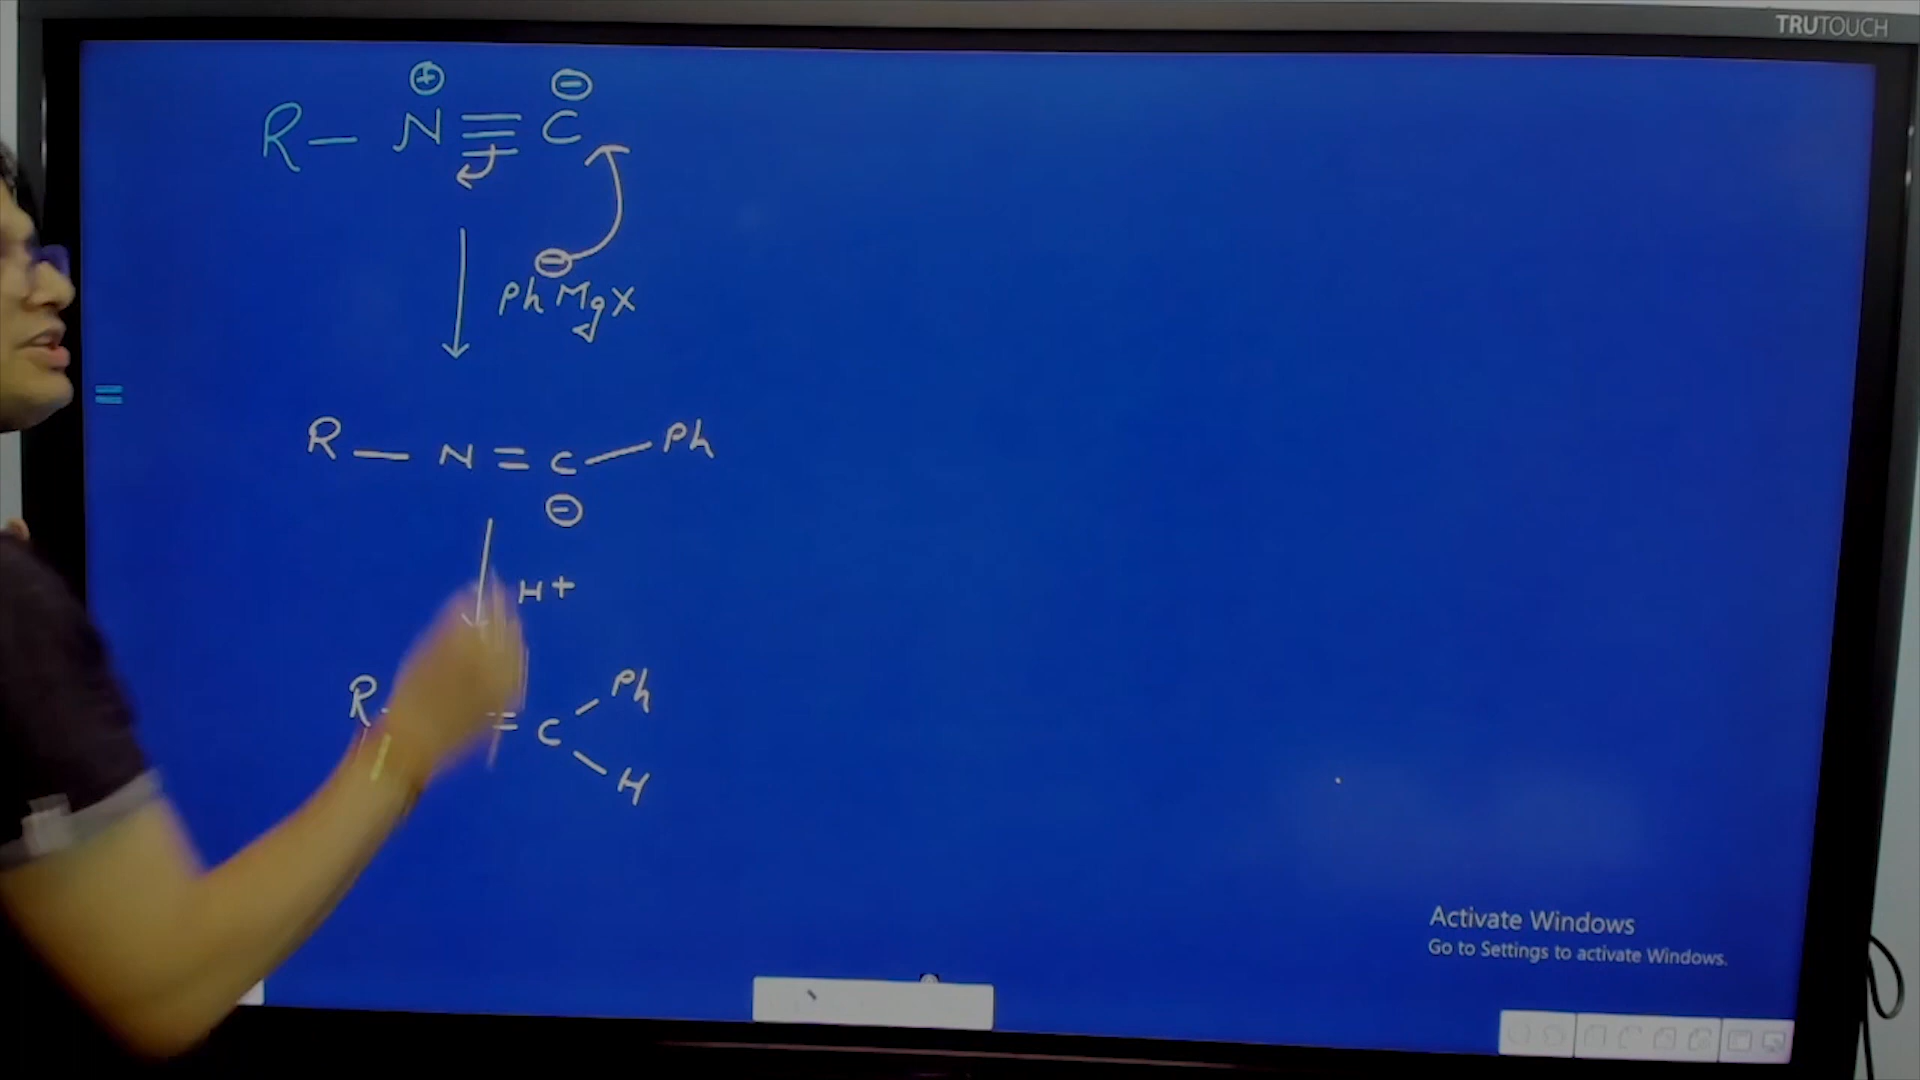 TRUTOUCH
⊕ ⊖
R — N ≡ C
⊖
PhMgX
R — N = C — Ph
⊖
H+
Ph
R = C
H
Activate Windows
Go to Settings to activate Windows.